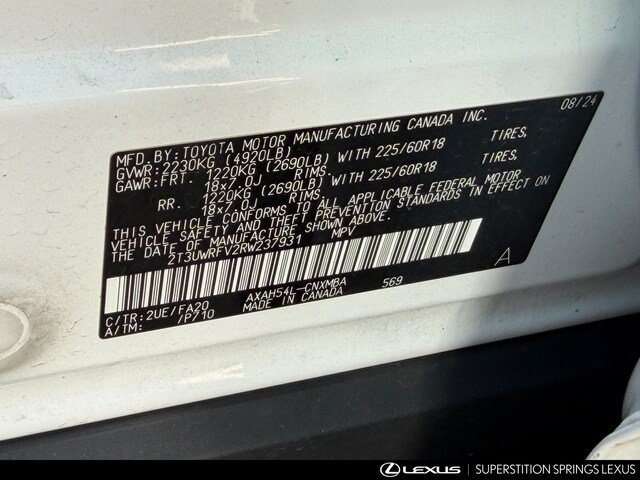 MFD. BY: TOYOTA MOTOR MANUFACTURING CANADA INC. 08/24
GVWR: 2230KG (4920LB)
GAWR: FRT. 1220KG (2690LB) WITH 225/60R18 TIRES,
18x7.0J RIMS,
RR. 1220KG (2690LB) WITH 225/60R18 TIRES,
18x7.0J RIMS,
THIS VEHICLE CONFORMS TO ALL APPLICABLE FEDERAL MOTOR
VEHICLE SAFETY AND THEFT PREVENTION STANDARDS IN EFFECT ON
THE DATE OF MANUFACTURE SHOWN ABOVE.
2T3UWRFV2RW237931 MPV
A
C/TR: 2UE/FA20 AXAH54L-CNXMBA 569
A/TM: /P710 MADE IN CANADA
LEXUS | SUPERSTITION SPRINGS LEXUS